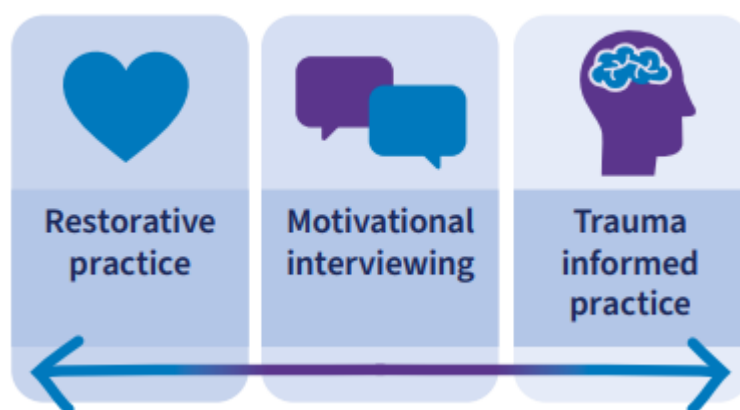 Restorative
practice
Motivational
interviewing
Trauma
informed
practice